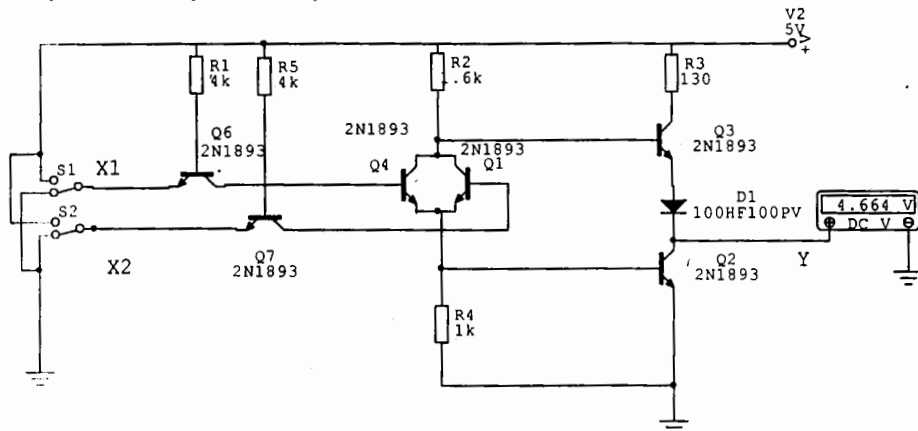 V2
5V
R1
4k
R5
4k
R2
.6k
R3
130
Q6
2N1893
2N1893
2N1893
Q3
2N1893
Q4
Q1
S1
X1
S2
X2
Q7
2N1893
D1
100HF100PV
4.664 V
DC V
Y
Q2
2N1893
R4
1k